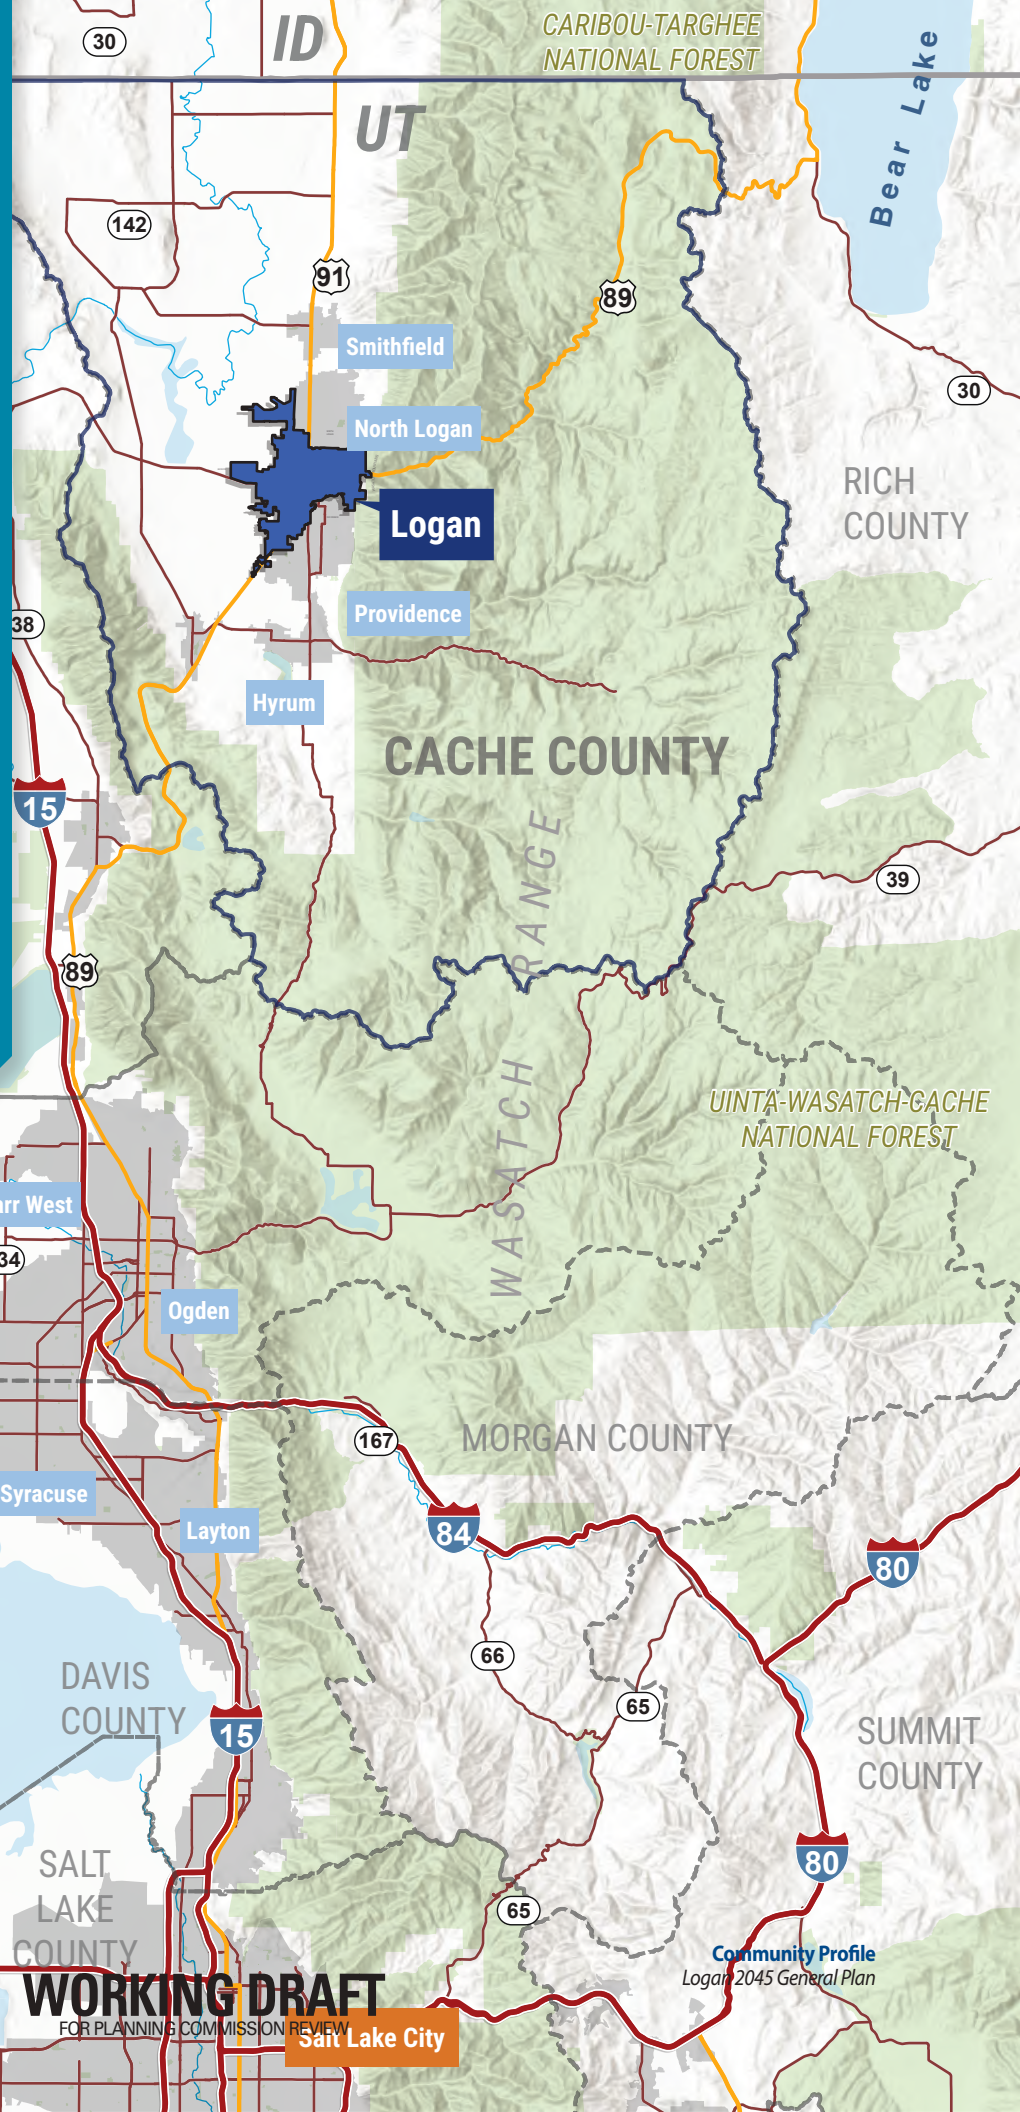 30
ID
CARIBOU-TARGHEE
NATIONAL FOREST
Bear Lake
UT
142
91
89
Smithfield
30
North Logan
RICH
COUNTY
Logan
Providence
38
Hyrum
CACHE COUNTY
15
WASATCH RANGE
39
89
UINTA-WASATCH-CACHE
NATIONAL FOREST
arr West
34
Ogden
167
MORGAN COUNTY
Syracuse
Layton
84
80
66
DAVIS
COUNTY
65
15
SUMMIT
COUNTY
80
SALT
LAKE
COUNTY
65
Community Profile
Logan 2045 General Plan
WORKING DRAFT
FOR PLANNING COMMISSION REVIEW
Salt Lake City